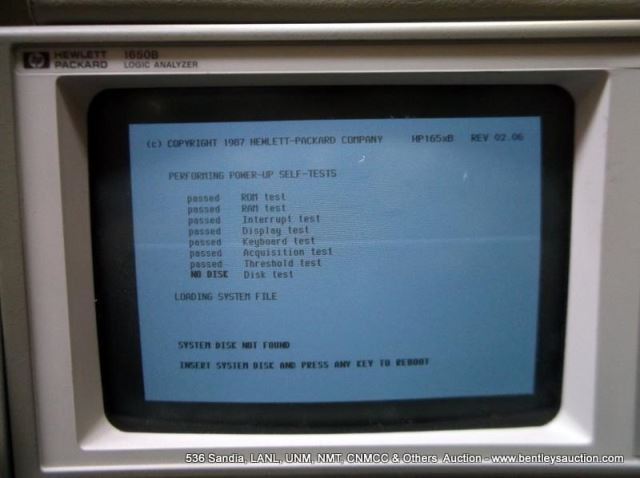 hp HEWLETT PACKARD 1650B LOGIC ANALYZER
(c) COPYRIGHT 1987 HEWLETT-PACKARD COMPANY HP165xB REV 02.06
PERFORMING POWER-UP SELF-TESTS
passed ROM test
passed RAM test
passed Interrupt test
passed Display test
passed Keyboard test
passed Acquisition test
passed Threshold test
NO DISK Disk test
LOADING SYSTEM FILE
SYSTEM DISK NOT FOUND
INSERT SYSTEM DISK AND PRESS ANY KEY TO REBOOT
536 Sandia, LANL, UNM, NMT, CNMCC & Others Auction - www.bentleysauction.com